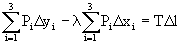 ∑_{i=1}^{3} P_i Δy_i − λ∑_{i=1}^{3} P_i Δx_i = TΔl